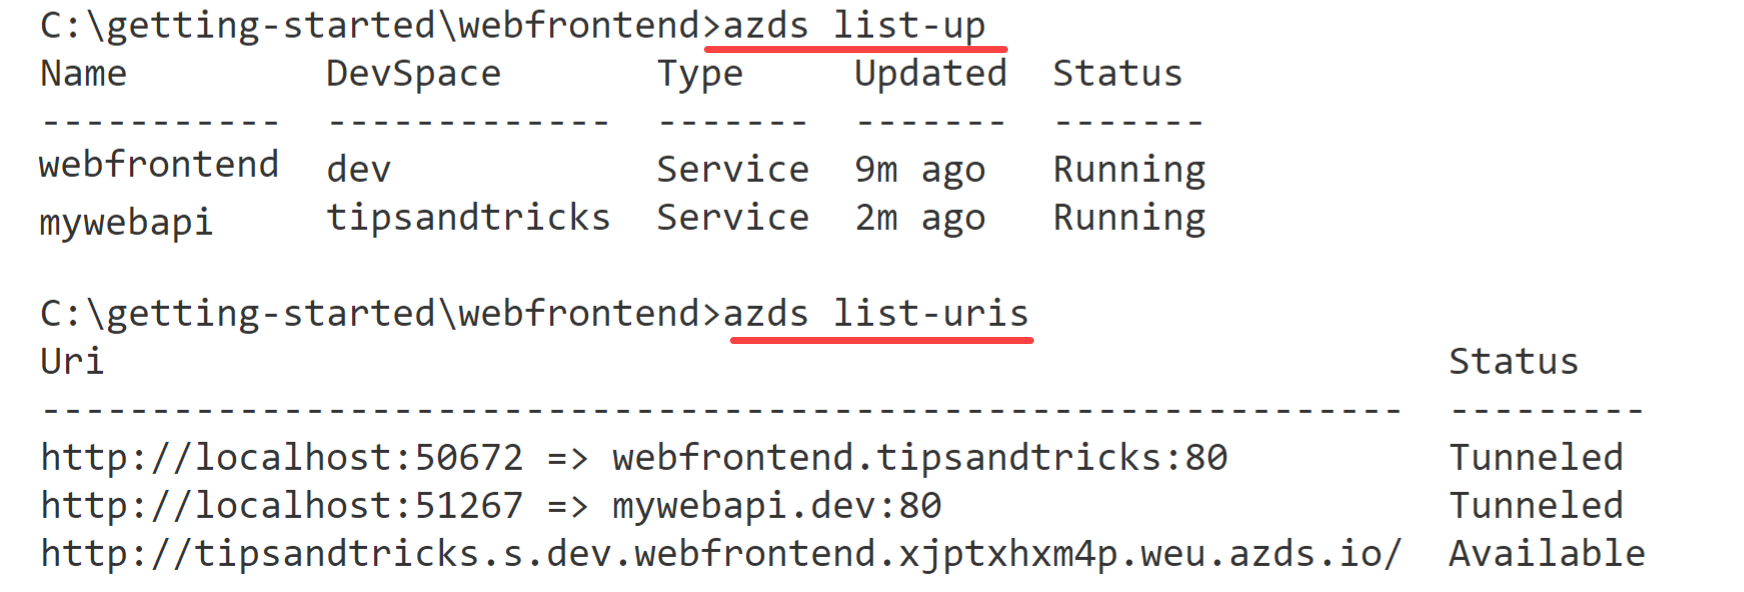 C:\getting-started\webfrontend>azds list-up
Name         DevSpace       Type     Updated  Status
-----------  -------------  -------  -------  -------
webfrontend  dev            Service  9m ago   Running
mywebapi     tipsandtricks  Service  2m ago   Running
C:\getting-started\webfrontend>azds list-uris
Uri                                                             Status
--------------------------------------------------------------  ---------
http://localhost:50672 => webfrontend.tipsandtricks:80          Tunneled
http://localhost:51267 => mywebapi.dev:80                       Tunneled
http://tipsandtricks.s.dev.webfrontend.xjptxhxm4p.weu.azds.io/  Available